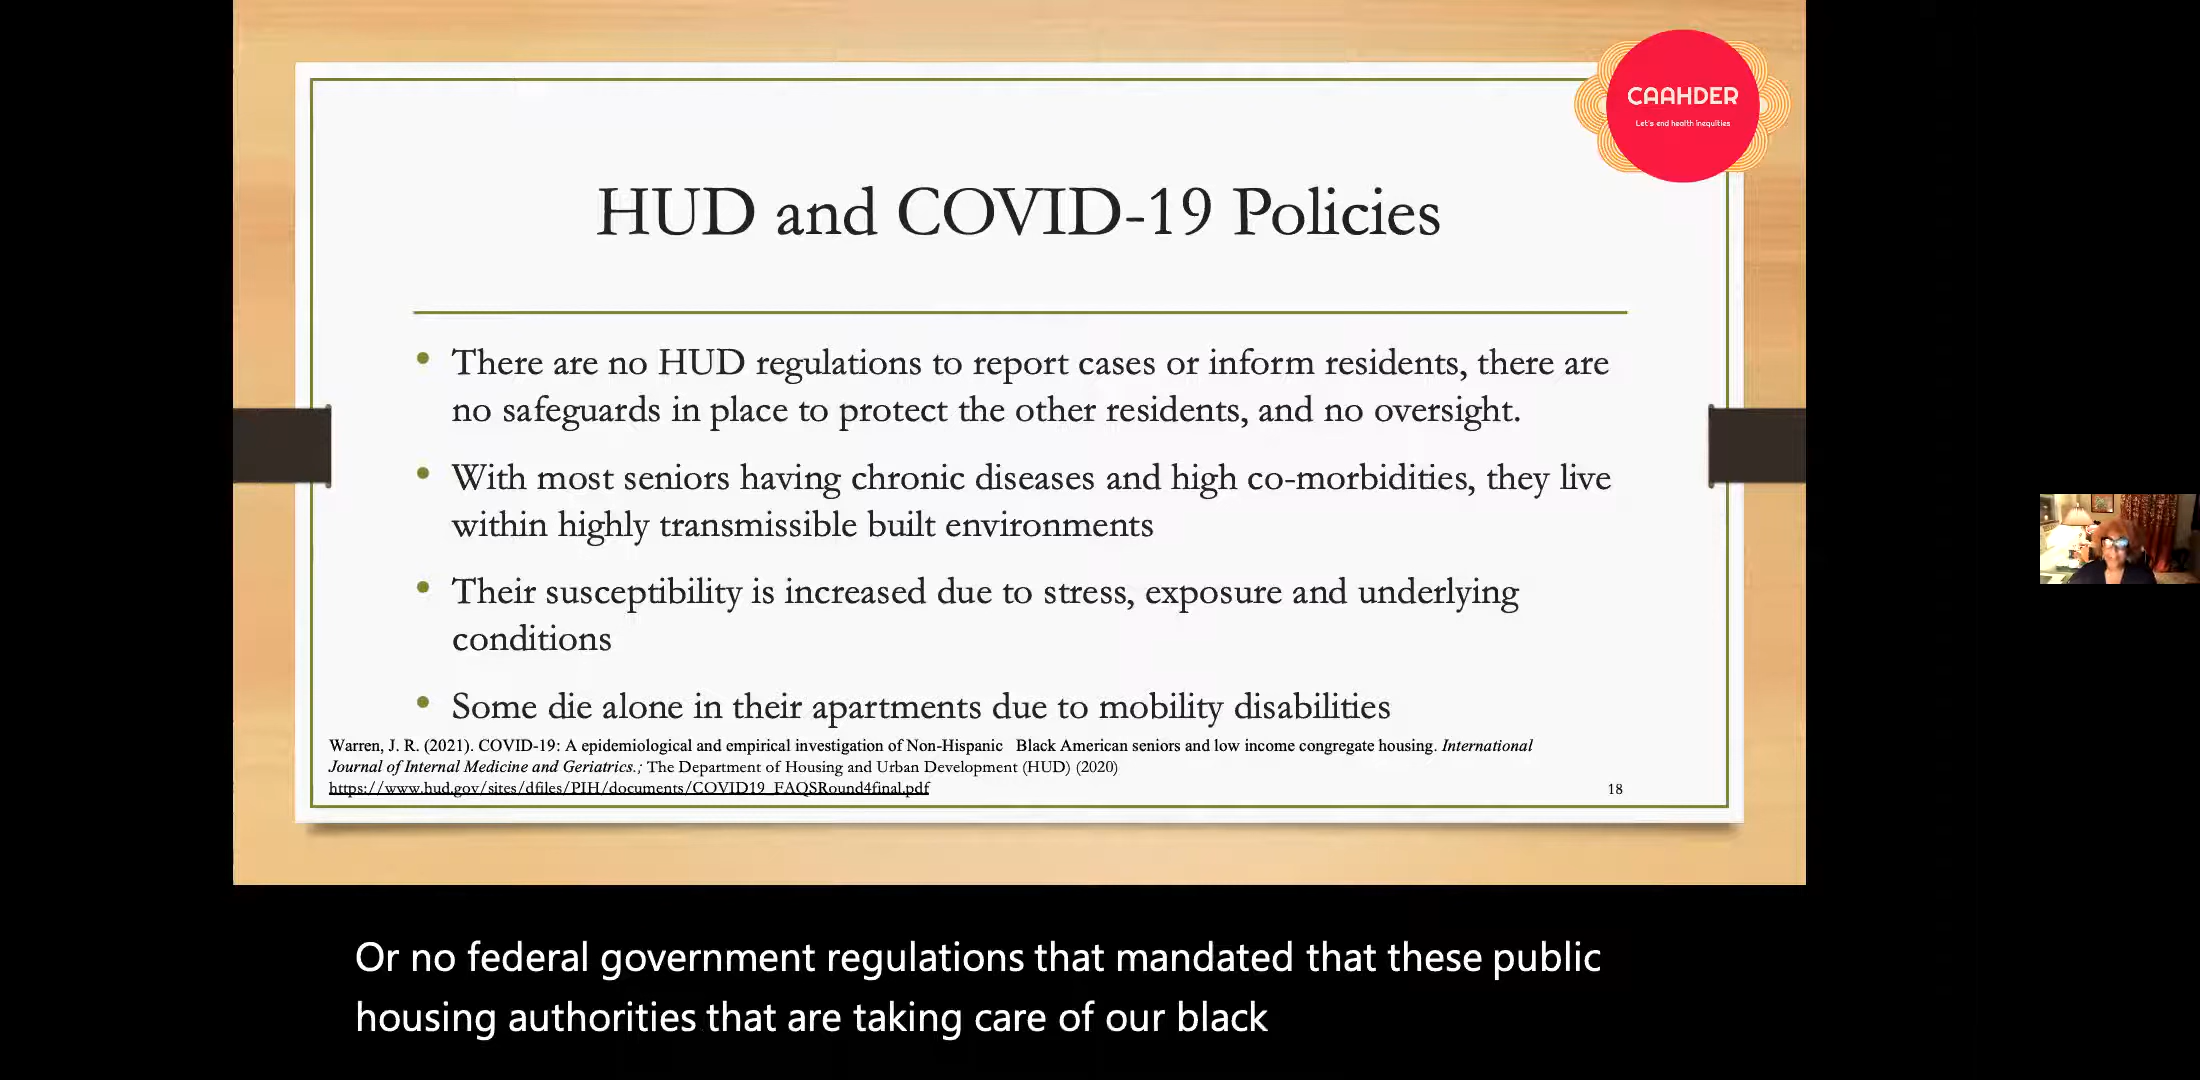 CAAHDER
Let's end health inequities
HUD and COVID-19 Policies
• There are no HUD regulations to report cases or inform residents, there are
no safeguards in place to protect the other residents, and no oversight.
• With most seniors having chronic diseases and high co-morbidities, they live
within highly transmissible built environments
• Their susceptibility is increased due to stress, exposure and underlying
conditions
• Some die alone in their apartments due to mobility disabilities
Warren, J. R. (2021). COVID-19: A epidemiological and empirical investigation of Non-Hispanic Black American seniors and low income congregate housing. International
Journal of Internal Medicine and Geriatrics.; The Department of Housing and Urban Development (HUD) (2020)
https://www.hud.gov/sites/dfiles/PIH/documents/COVID19_FAQSRound4final.pdf
18
Or no federal government regulations that mandated that these public
housing authorities that are taking care of our black